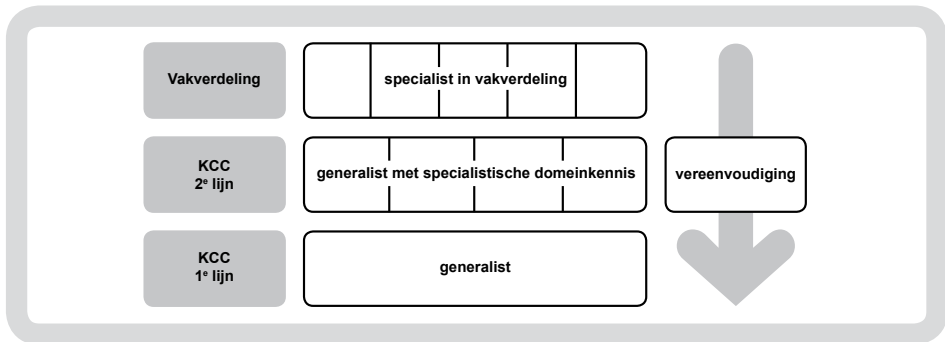 Vakverdeling
specialist in vakverdeling
KCC
2e lijn
generalist met specialistische domeinkennis
vereenvoudiging
KCC
1e lijn
generalist